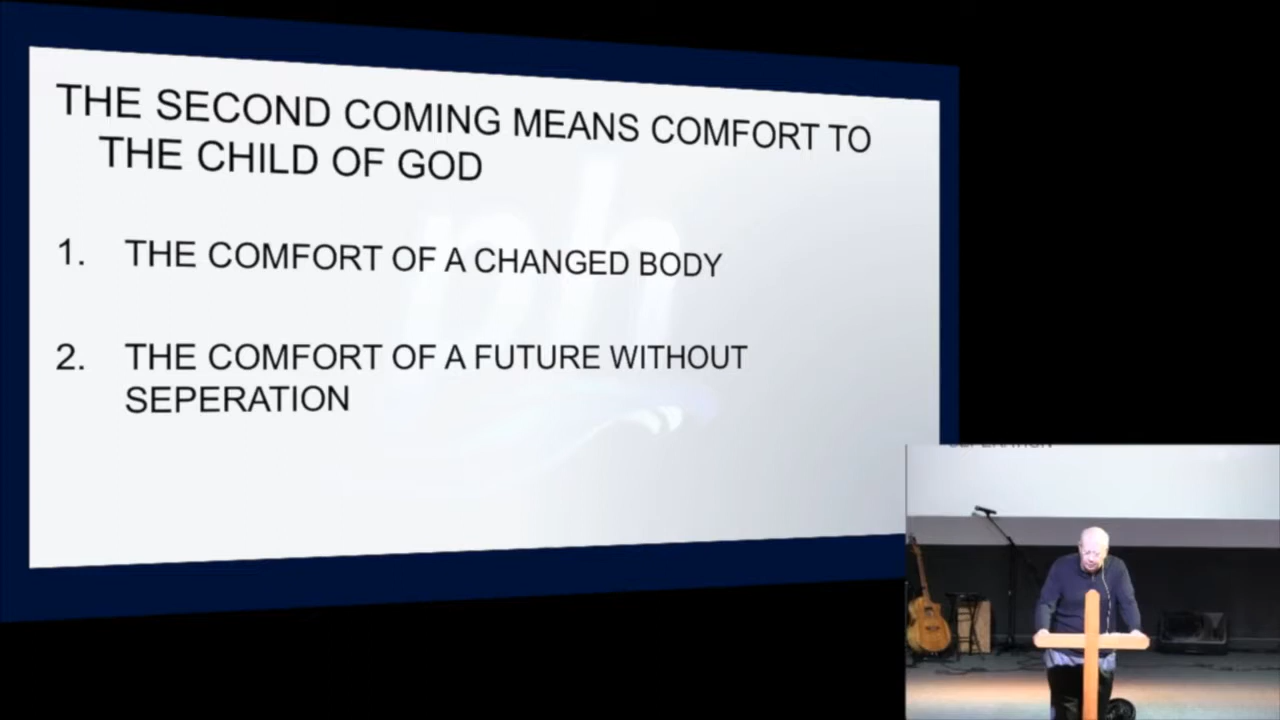 THE SECOND COMING MEANS COMFORT TO
THE CHILD OF GOD
1. THE COMFORT OF A CHANGED BODY
2. THE COMFORT OF A FUTURE WITHOUT
SEPERATION